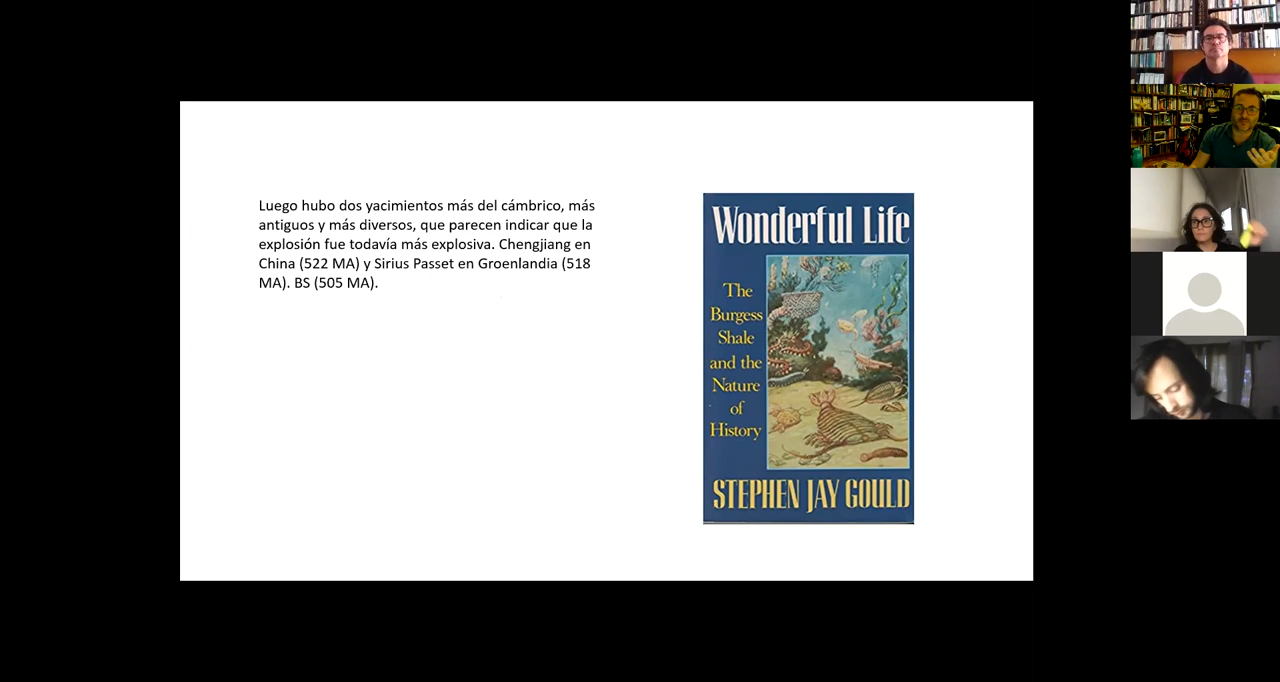 Luego hubo dos yacimientos más del cámbrico, más
antiguos y más diversos, que parecen indicar que la
explosión fue todavía más explosiva. Chengjiang en
China (522 MA) y Sirius Passet en Groenlandia (518
MA). BS (505 MA).
Wonderful Life
The
Burgess
Shale
and the
Nature
of
History
STEPHEN JAY GOULD